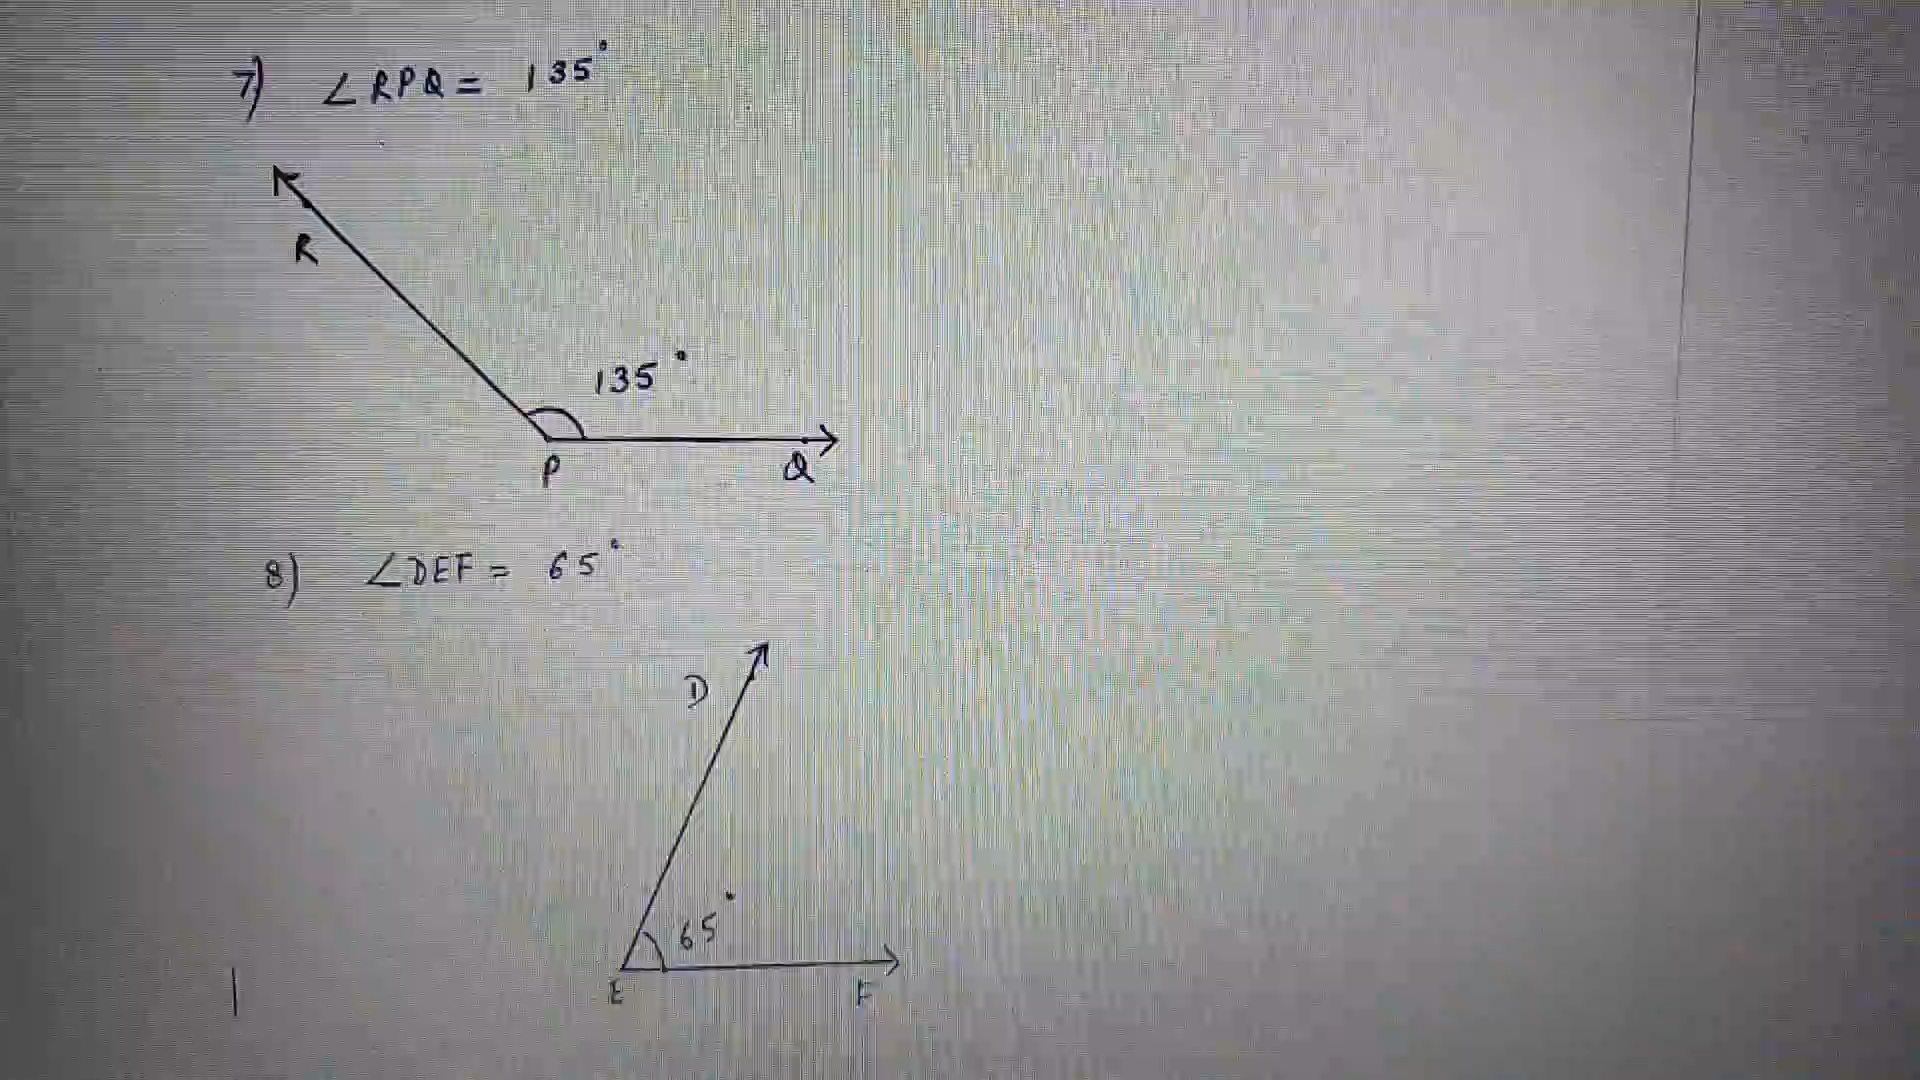 7) ∠RPQ = 135°
R
135°
P
Q
8) ∠DEF = 65°
D
65°
E
F